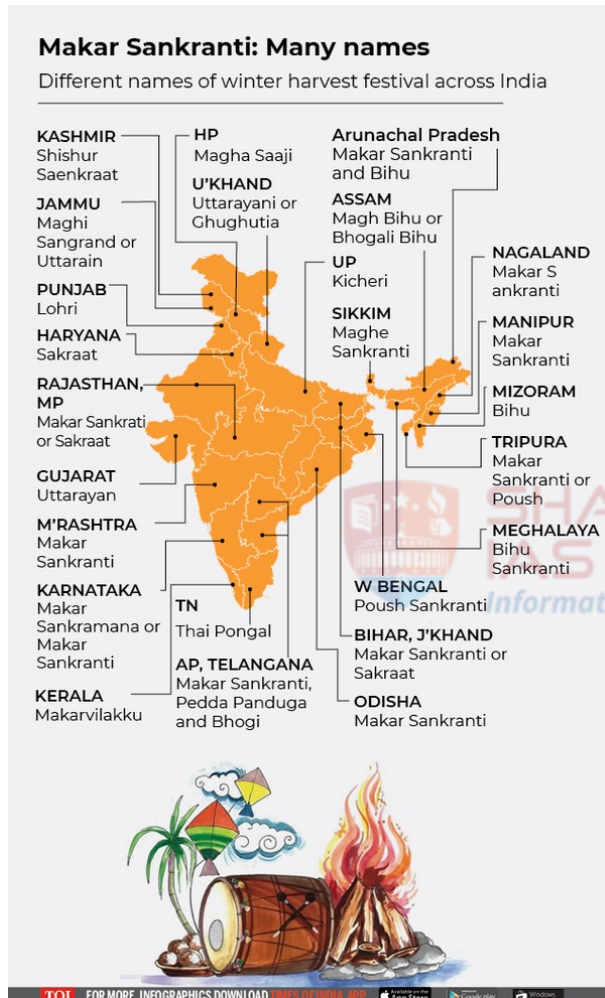 Makar Sankranti: Many names
Different names of winter harvest festival across India
KASHMIR
Shishur
Saenkraat
HP
Magha Saaji
Arunachal Pradesh
Makar Sankranti
and Bihu
JAMMU
Maghi
Sangrand or
Uttarain
U'KHAND
Uttarayani or
Ghughutia
ASSAM
Magh Bihu or
Bhogali Bihu
PUNJAB
Lohri
UP
Kicheri
NAGALAND
Makar S
ankranti
HARYANA
Sakraat
SIKKIM
Maghe
Sankranti
MANIPUR
Makar
Sankranti
RAJASTHAN,
MP
Makar Sankrati
or Sakraat
MIZORAM
Bihu
TRIPURA
Makar
Sankranti or
Poush
GUJARAT
Uttarayan
M'RASHTRA
Makar
Sankranti
MEGHALAYA
Bihu
Sankranti
KARNATAKA
Makar
Sankramana or
Makar
Sankranti
TN
Thai Pongal
W BENGAL
Poush Sankranti
BIHAR, J'KHAND
Makar Sankranti or
Sakraat
AP, TELANGANA
Makar Sankranti,
Pedda Panduga
and Bhogi
KERALA
Makarvilakku
ODISHA
Makar Sankranti
SHA
IAS
Informat
TOI FOR MORE INFOGRAPHICS DOWNLOAD TIMES OF INDIA APP